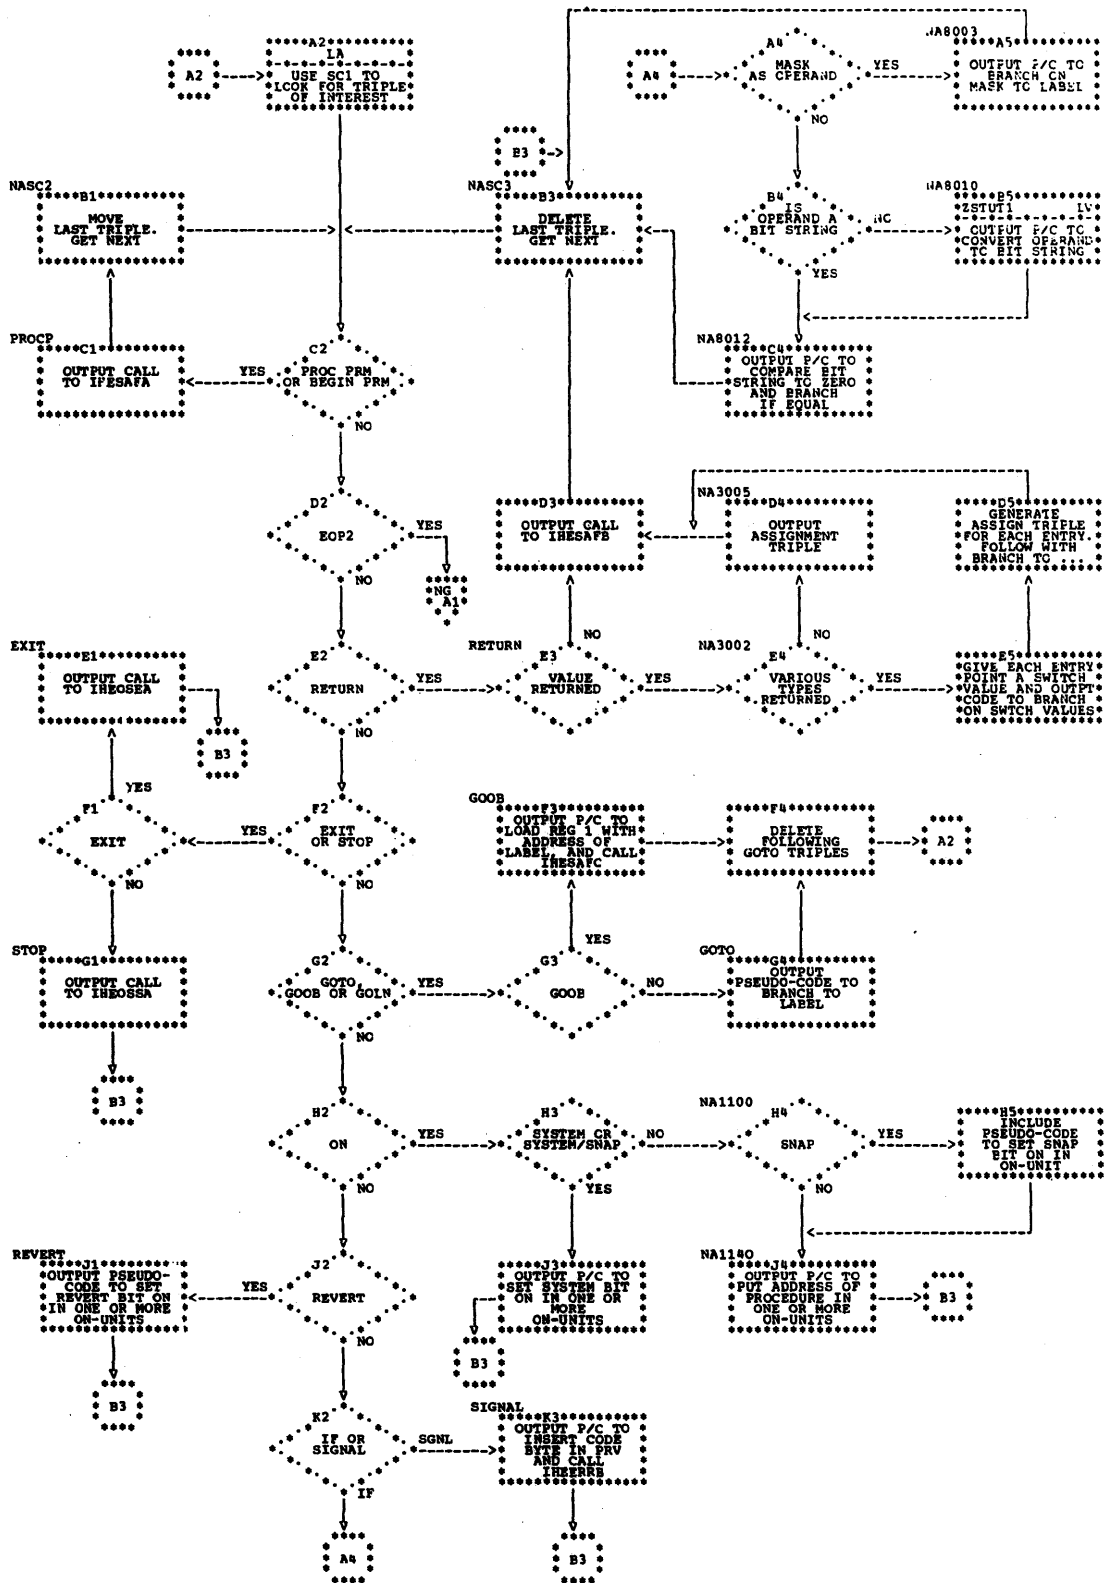 A2
A2
LA
USE SC1 TO
LCOK FOR TRIPLE
OF INTEREST
A4
A4
MASK
AS OPERAND
YES
NO
NA8003
A5
OUTPUT P/C TO
BRANCH ON
MASK TO LABEL
B3
NASC2
B1
MOVE
LAST TRIPLE.
GET NEXT
NASC3
B3
DELETE
LAST TRIPLE.
GET NEXT
B4
IS
OPERAND A
BIT STRING
NC
YES
NA8010
B5
ZSTUT1 LV
OUTPUT P/C TO
CONVERT OPERAND
TO BIT STRING
PROCP
C1
OUTPUT CALL
TO IHESAFA
YES
C2
PROC PRM
OR BEGIN PRM
NO
NA8012
C4
OUTPUT P/C TO
COMPARE BIT
STRING TO ZERO
AND BRANCH
IF EQUAL
D2
EOP2
YES
NO
NG
A1
D3
OUTPUT CALL
TO IHESAFB
NA3005
D4
OUTPUT
ASSIGNMENT
TRIPLE
D5
GENERATE
ASSIGN TRIPLE
FOR EACH ENTRY.
FOLLOW WITH
BRANCH TO ...
EXIT
E1
OUTPUT CALL
TO IHEOSEA
B3
E2
RETURN
YES
NO
RETURN
E3
VALUE
RETURNED
NO
YES
NA3002
E4
VARIOUS
TYPES
RETURNED
NO
YES
E5
GIVE EACH ENTRY
POINT A SWITCH
VALUE AND OUTPT
CODE TO BRANCH
ON SWTCH VALUES
YES
F1
EXIT
NO
YES
F2
EXIT
OR STOP
NO
GOOB
F3
OUTPUT P/C TO
LOAD REG 1 WITH
ADDRESS OF
LABEL, AND CALL
IHESAFC
F4
DELETE
FOLLOWING
GOTO TRIPLES
A2
STOP
G1
OUTPUT CALL
TO IHEOSSA
B3
G2
GOTO,
GOOB OR GOLN
YES
NO
G3
GOOB
YES
NO
GOTO
G4
OUTPUT
PSEUDO-CODE TO
BRANCH TO
LABEL
H2
ON
YES
NO
H3
SYSTEM OR
SYSTEM/SNAP
NO
YES
NA1100
H4
SNAP
YES
NO
H5
INCLUDE
PSEUDO-CODE
TO SET SNAP
BIT ON IN
ON-UNIT
REVERT
J1
OUTPUT PSEUDO-
CODE TO SET
REVERT BIT ON
IN ONE OR MORE
ON-UNITS
B3
YES
J2
REVERT
NO
J3
OUTPUT P/C TO
SET SYSTEM BIT
ON IN ONE OR
MORE
ON-UNITS
B3
NA1140
J4
OUTPUT P/C TO
PUT ADDRESS OF
PROCEDURE IN
ONE OR MORE
ON-UNITS
B3
K2
IF OR
SIGNAL
SGNL
IF
A4
SIGNAL
K3
OUTPUT P/C TO
INSERT CODE
BYTE IN PRV
AND CALL
IHEERRB
B3